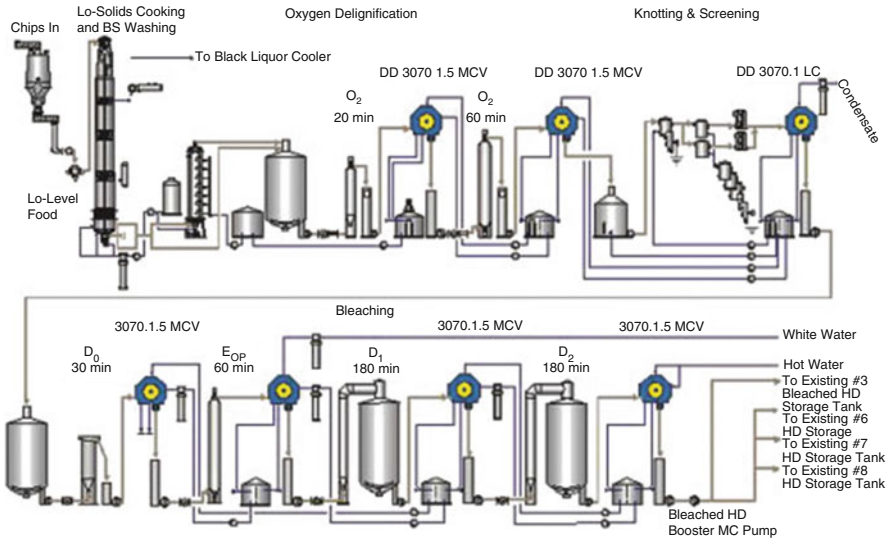 Lo-Solids Cooking
and BS Washing
Oxygen Delignification
Knotting & Screening
Chips In
To Black Liquor Cooler
DD 3070 1.5 MCV
DD 3070 1.5 MCV
DD 3070.1 LC
O2
20 min
O2
60 min
Condensate
Lo-Level
Food
Bleaching
3070.1.5 MCV
3070.1.5 MCV
3070.1.5 MCV
White Water
D0
30 min
EOP
60 min
D1
180 min
D2
180 min
Hot Water
To Existing #3
Bleached HD
Storage Tank
To Existing #6
HD Storage
To Existing #7
HD Storage Tank
To Existing #8
HD Storage Tank
Bleached HD
Booster MC Pump